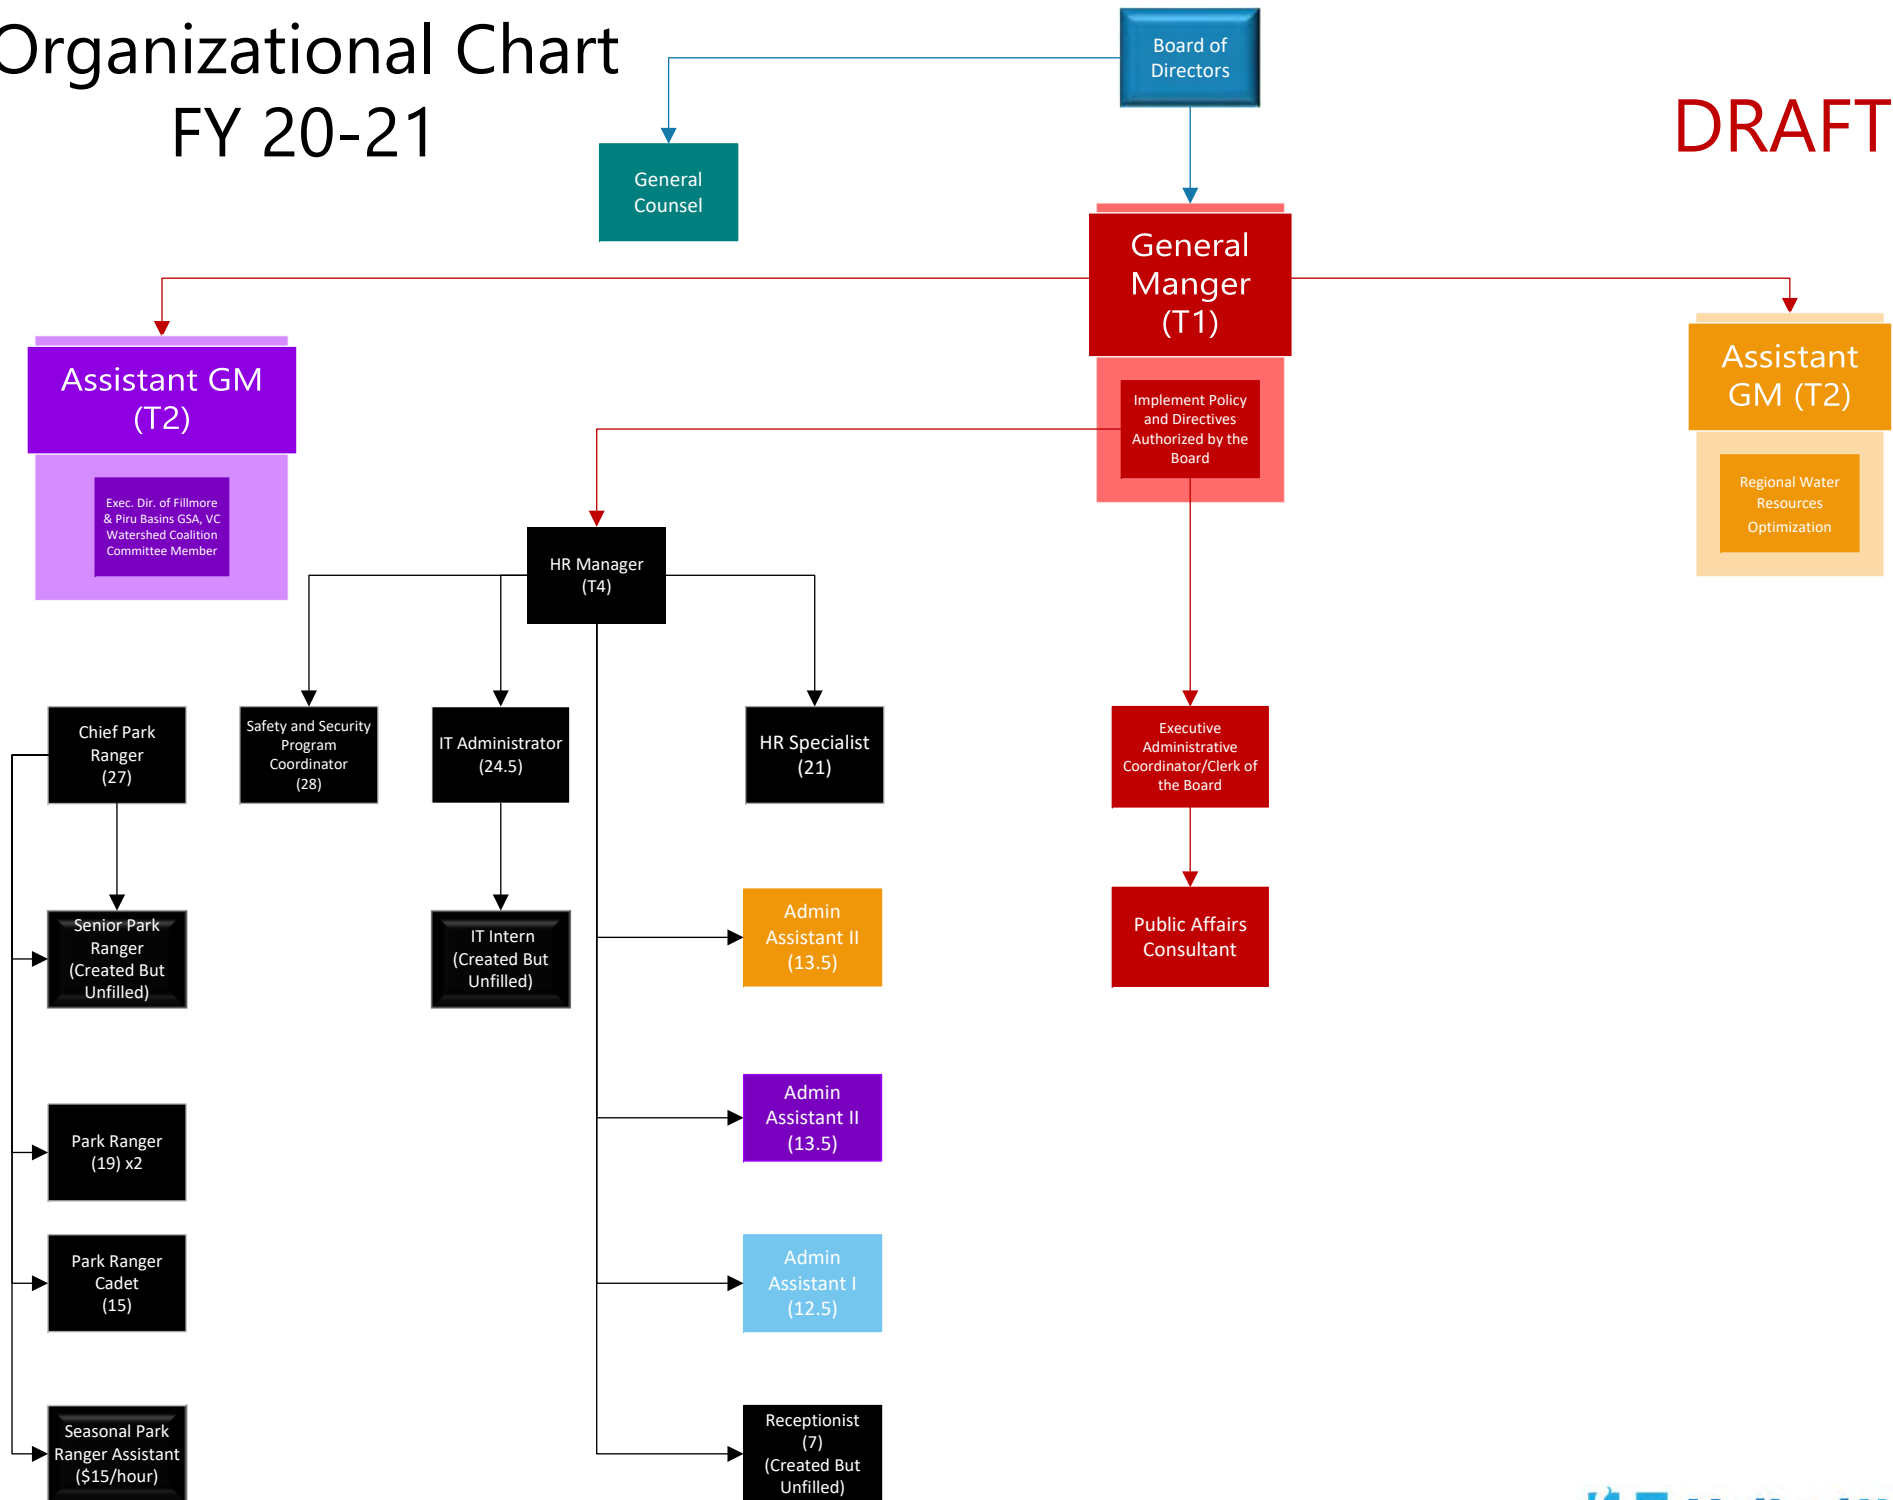 Organizational Chart
FY 20-21
DRAFT
Board of
Directors
General
Counsel
General
Manger
(T1)
Implement Policy
and Directives
Authorized by the
Board
Assistant GM
(T2)
Exec. Dir. of Fillmore
& Piru Basins GSA, VC
Watershed Coalition
Committee Member
Assistant
GM (T2)
Regional Water
Resources
Optimization
HR Manager
(T4)
Chief Park
Ranger
(27)
Safety and Security
Program
Coordinator
(28)
IT Administrator
(24.5)
HR Specialist
(21)
Executive
Administrative
Coordinator/Clerk of
the Board
Senior Park
Ranger
(Created But
Unfilled)
IT Intern
(Created But
Unfilled)
Admin
Assistant II
(13.5)
Public Affairs
Consultant
Park Ranger
(19) x2
Admin
Assistant II
(13.5)
Park Ranger
Cadet
(15)
Admin
Assistant I
(12.5)
Seasonal Park
Ranger Assistant
($15/hour)
Receptionist
(7)
(Created But
Unfilled)